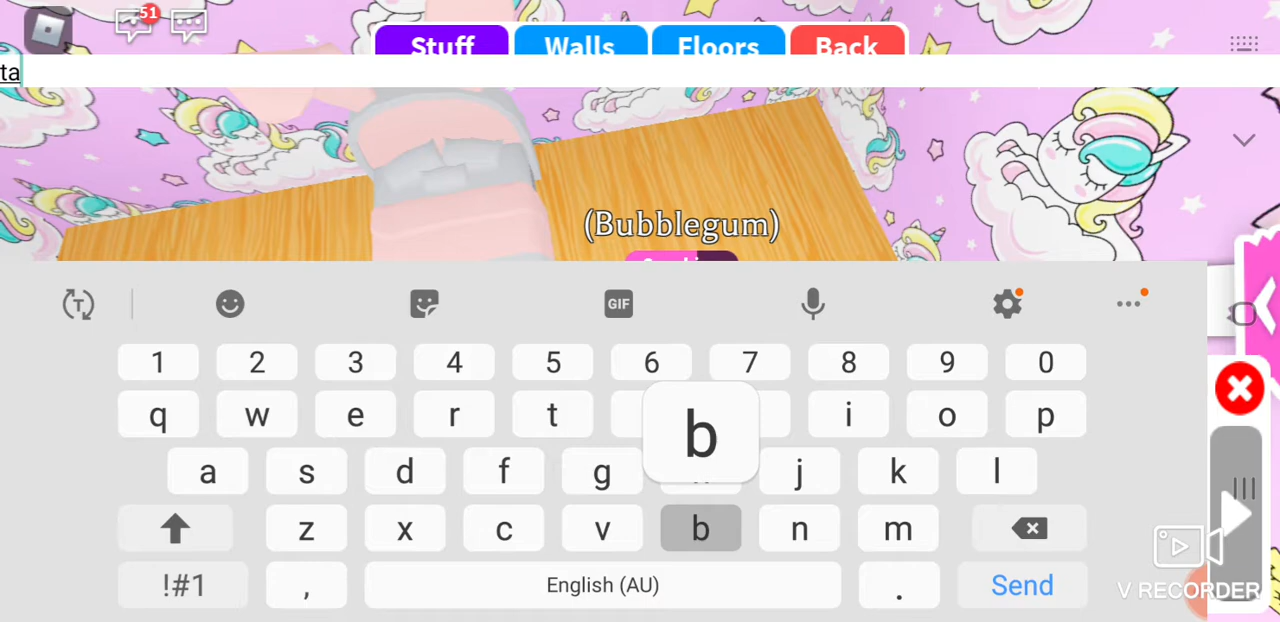 51
Stuff Walls Floors Back
ta
(Bubblegum)
GIF
1 2 3 4 5 6 7 8 9 0
q w e r t i o p
b
a s d f g j k l
z x c v b n m
!#1 , English (AU) . Send
V RECORDER